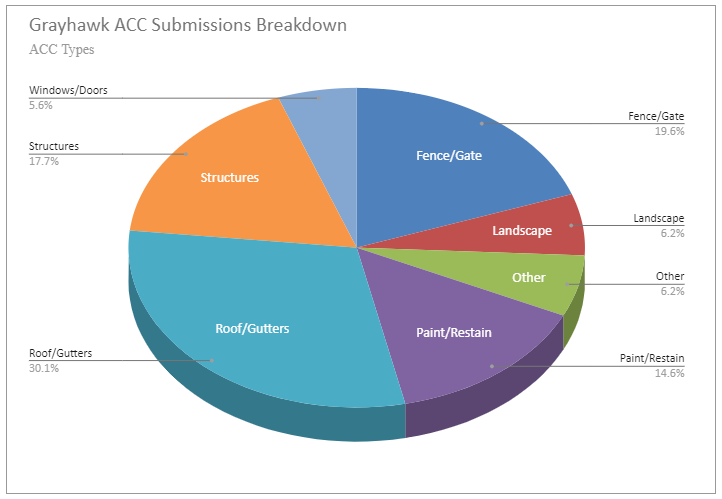 Grayhawk ACC Submissions Breakdown
ACC Types
Windows/Doors
5.6%
Structures
17.7%
Roof/Gutters
30.1%
Fence/Gate
19.6%
Landscape
6.2%
Other
6.2%
Paint/Restain
14.6%
Fence/Gate
Landscape
Other
Paint/Restain
Roof/Gutters
Structures